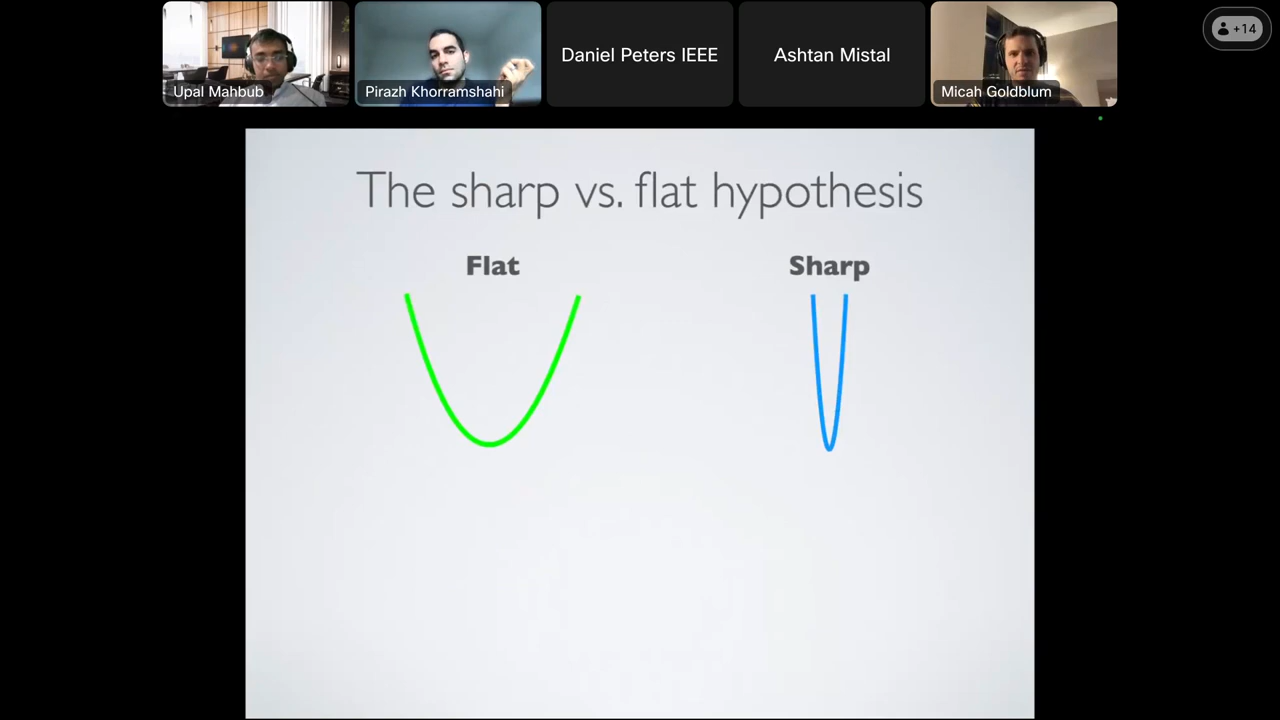 Upal Mahbub
Pirazh Khorramshahi
Daniel Peters IEEE
Ashtan Mistal
Micah Goldblum
+14
The sharp vs. flat hypothesis
Flat
Sharp